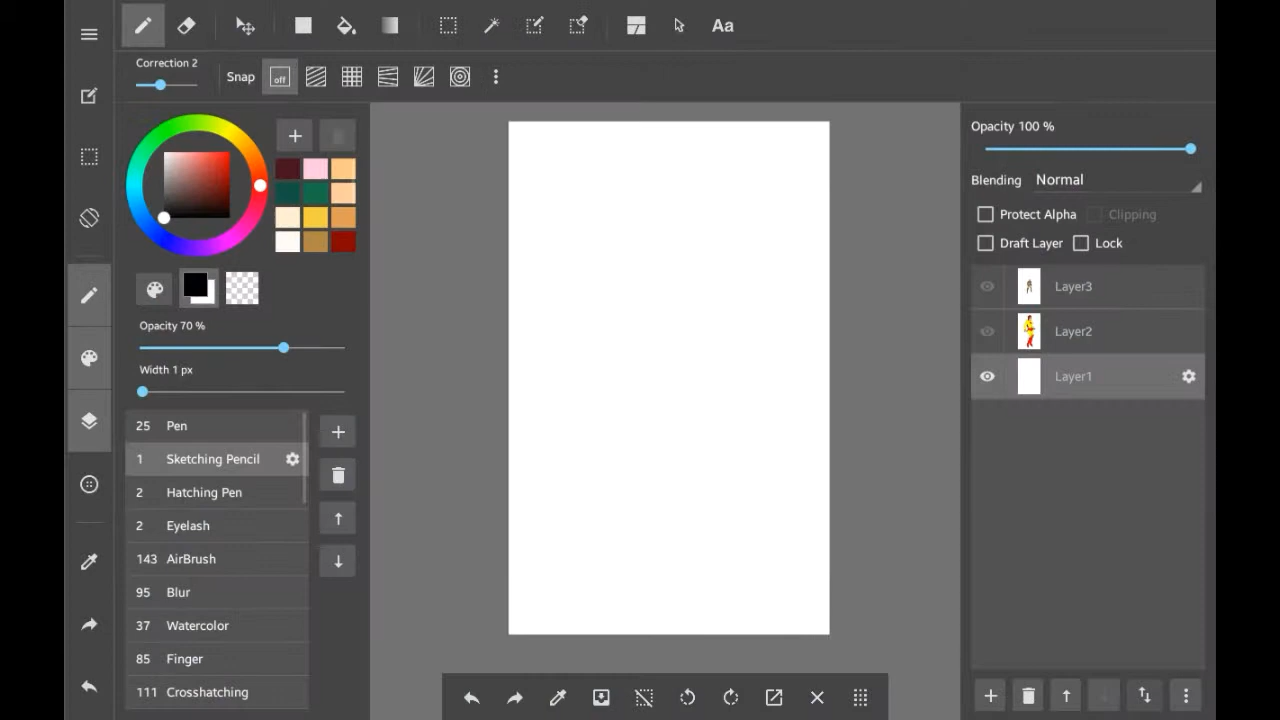 Aa
Correction 2
Snap
off
Opacity 100 %
Blending Normal
Protect Alpha
Clipping
Draft Layer
Lock
Layer3
Layer2
Layer1
Opacity 70 %
Width 1 px
25 Pen
1 Sketching Pencil
2 Hatching Pen
2 Eyelash
143 AirBrush
95 Blur
37 Watercolor
85 Finger
111 Crosshatching